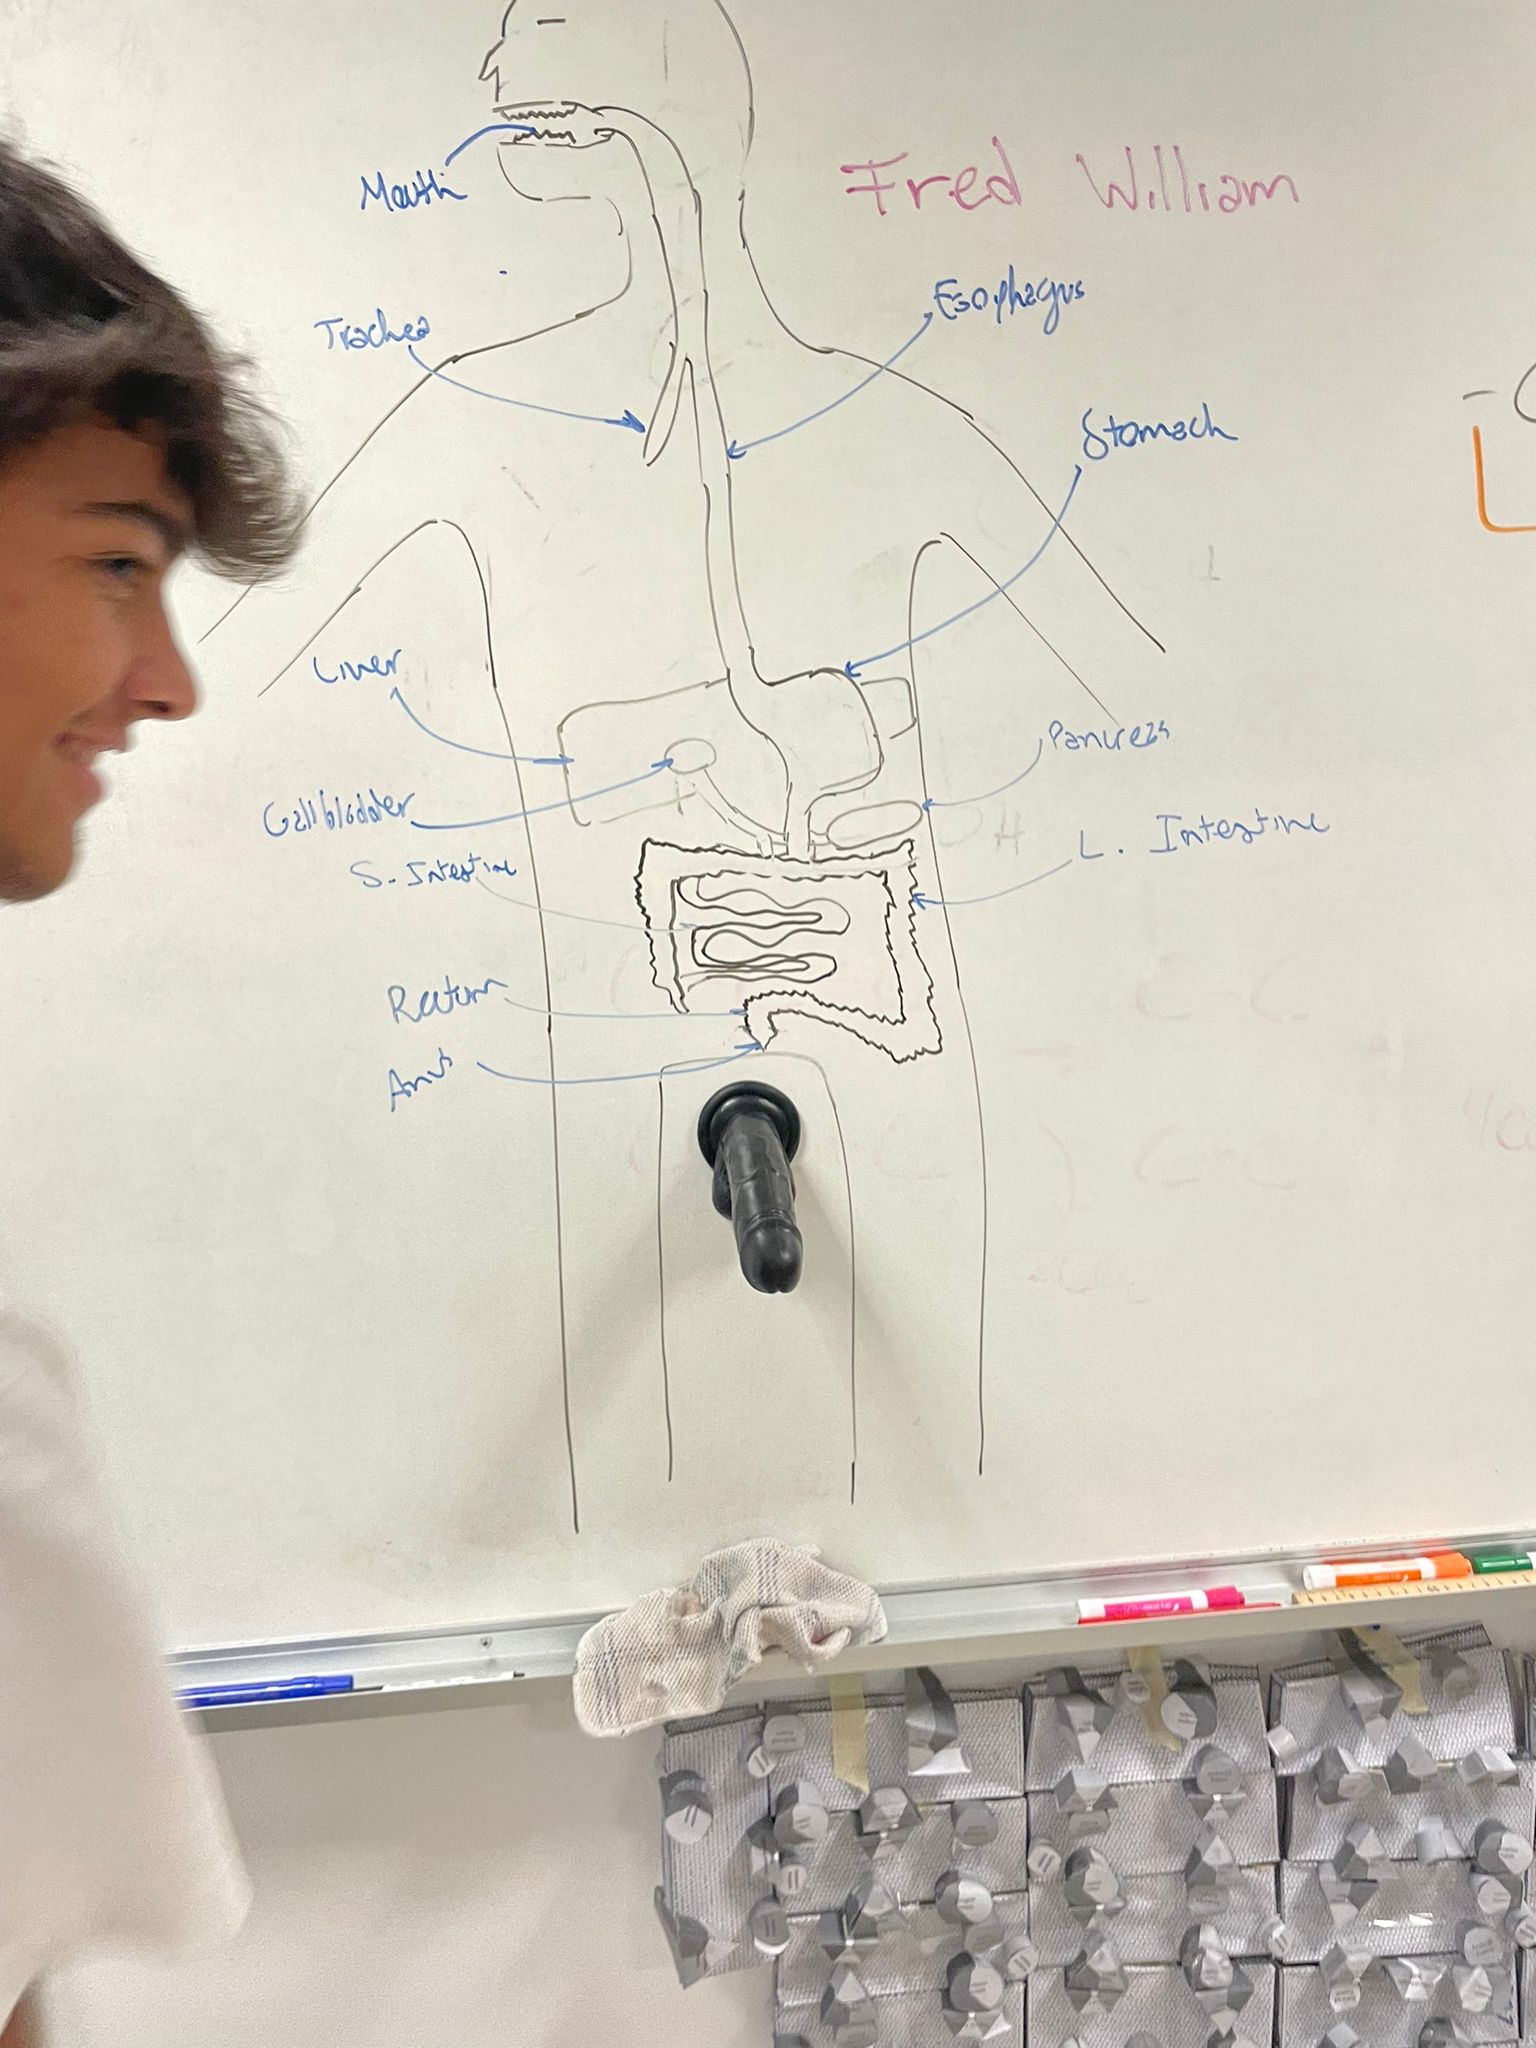 Fred William
Mouth
Esophagus
Trachea
Stomach
Liver
Pancreas
Gallbladder
L. Intestine
S. Intestine
Rectum
Anus